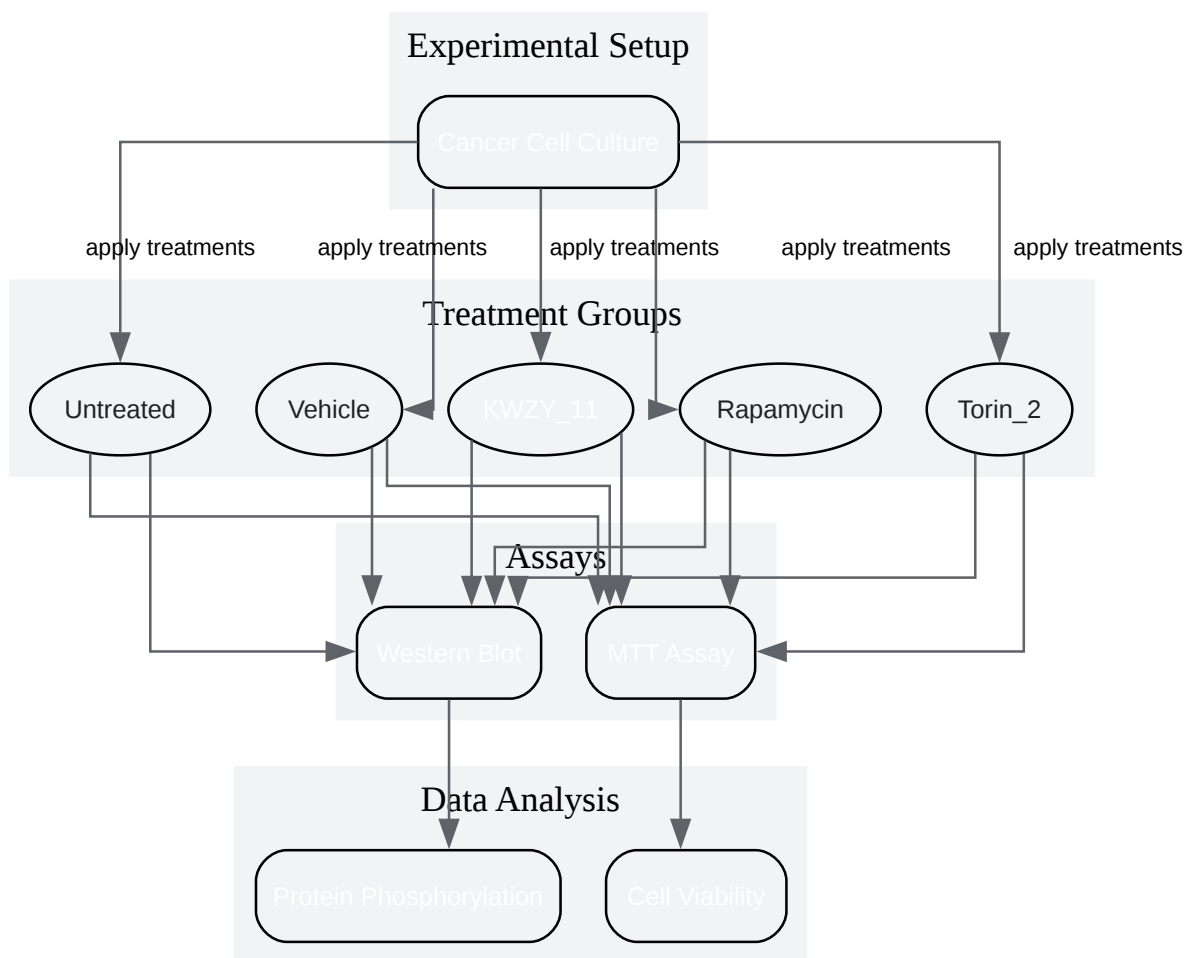 Experimental Setup
Cancer Cell Culture
apply treatments
apply treatments
apply treatments
apply treatments
apply treatments
Treatment Groups
Untreated
Vehicle
KWZY_11
Rapamycin
Torin_2
Assays
Western Blot
MTT Assay
Data Analysis
Protein Phosphorylation
Cell Viability